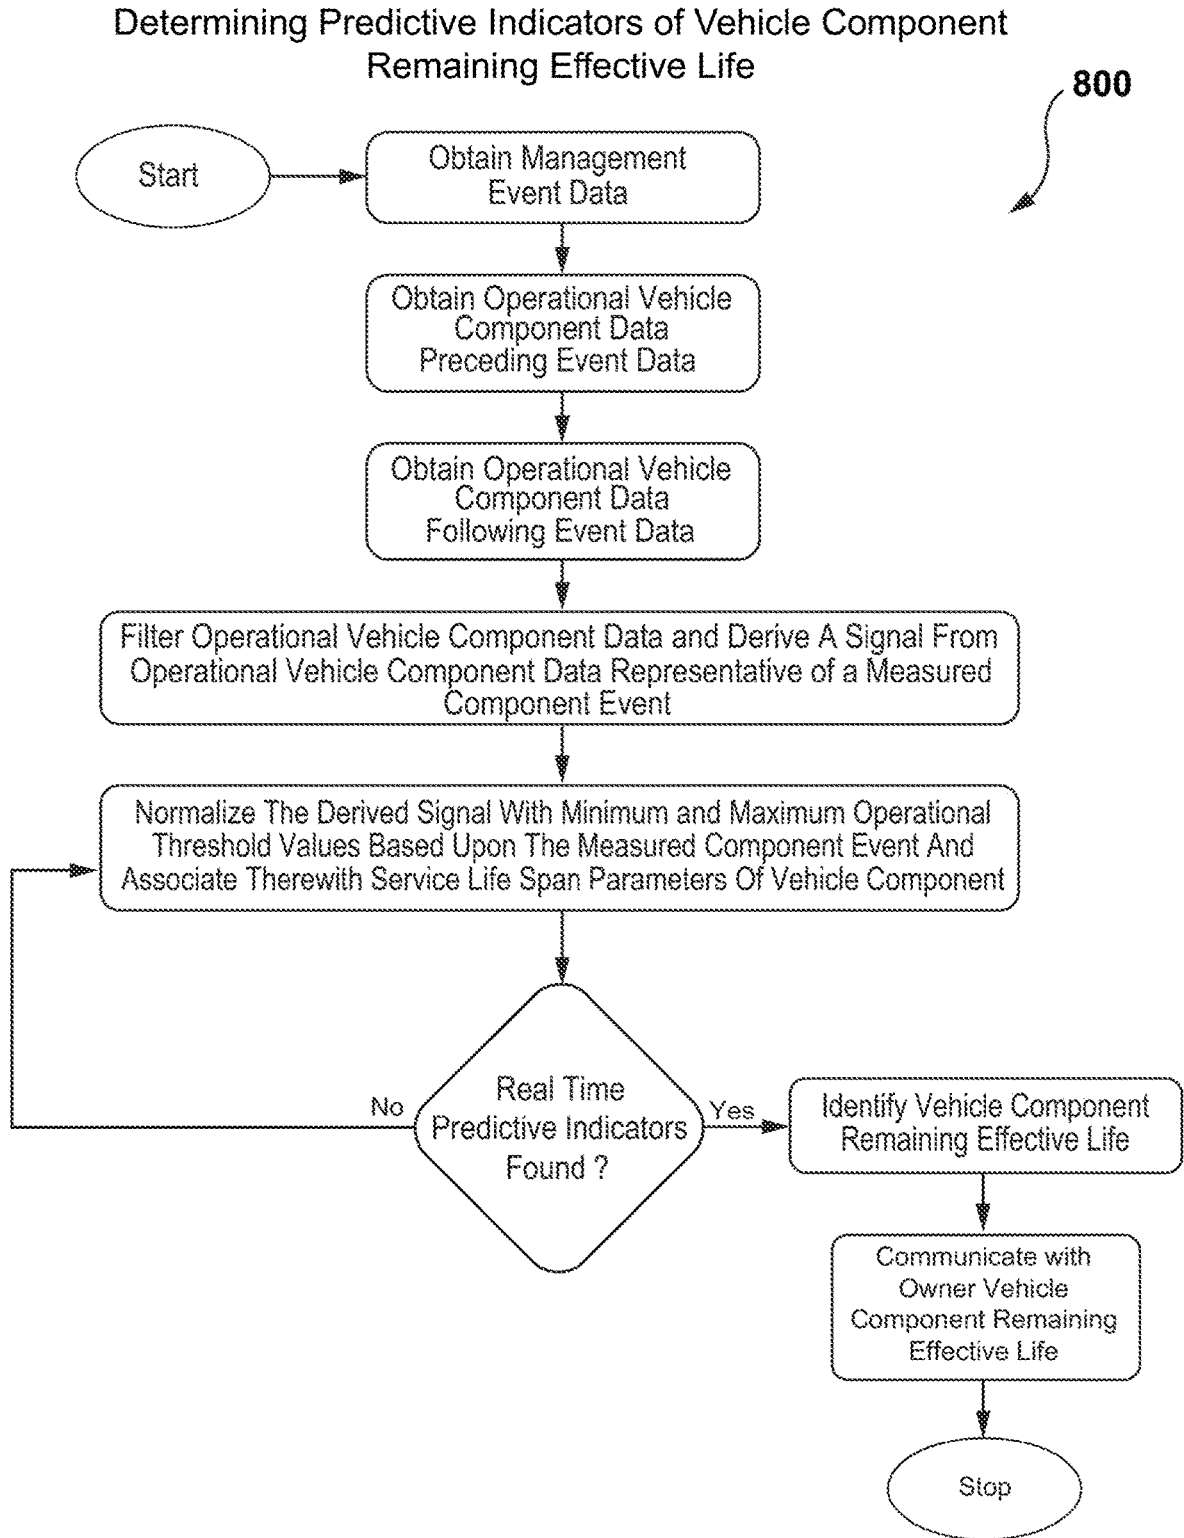 Determining Predictive Indicators of Vehicle Component
Remaining Effective Life
800
Start
Obtain Management
Event Data
Obtain Operational Vehicle
Component Data
Preceding Event Data
Obtain Operational Vehicle
Component Data
Following Event Data
Filter Operational Vehicle Component Data and Derive A Signal From
Operational Vehicle Component Data Representative of a Measured
Component Event
Normalize The Derived Signal With Minimum and Maximum Operational
Threshold Values Based Upon The Measured Component Event And
Associate Therewith Service Life Span Parameters Of Vehicle Component
Real Time
Predictive Indicators
Found ?
No
Yes
Identify Vehicle Component
Remaining Effective Life
Communicate with
Owner Vehicle
Component Remaining
Effective Life
Stop